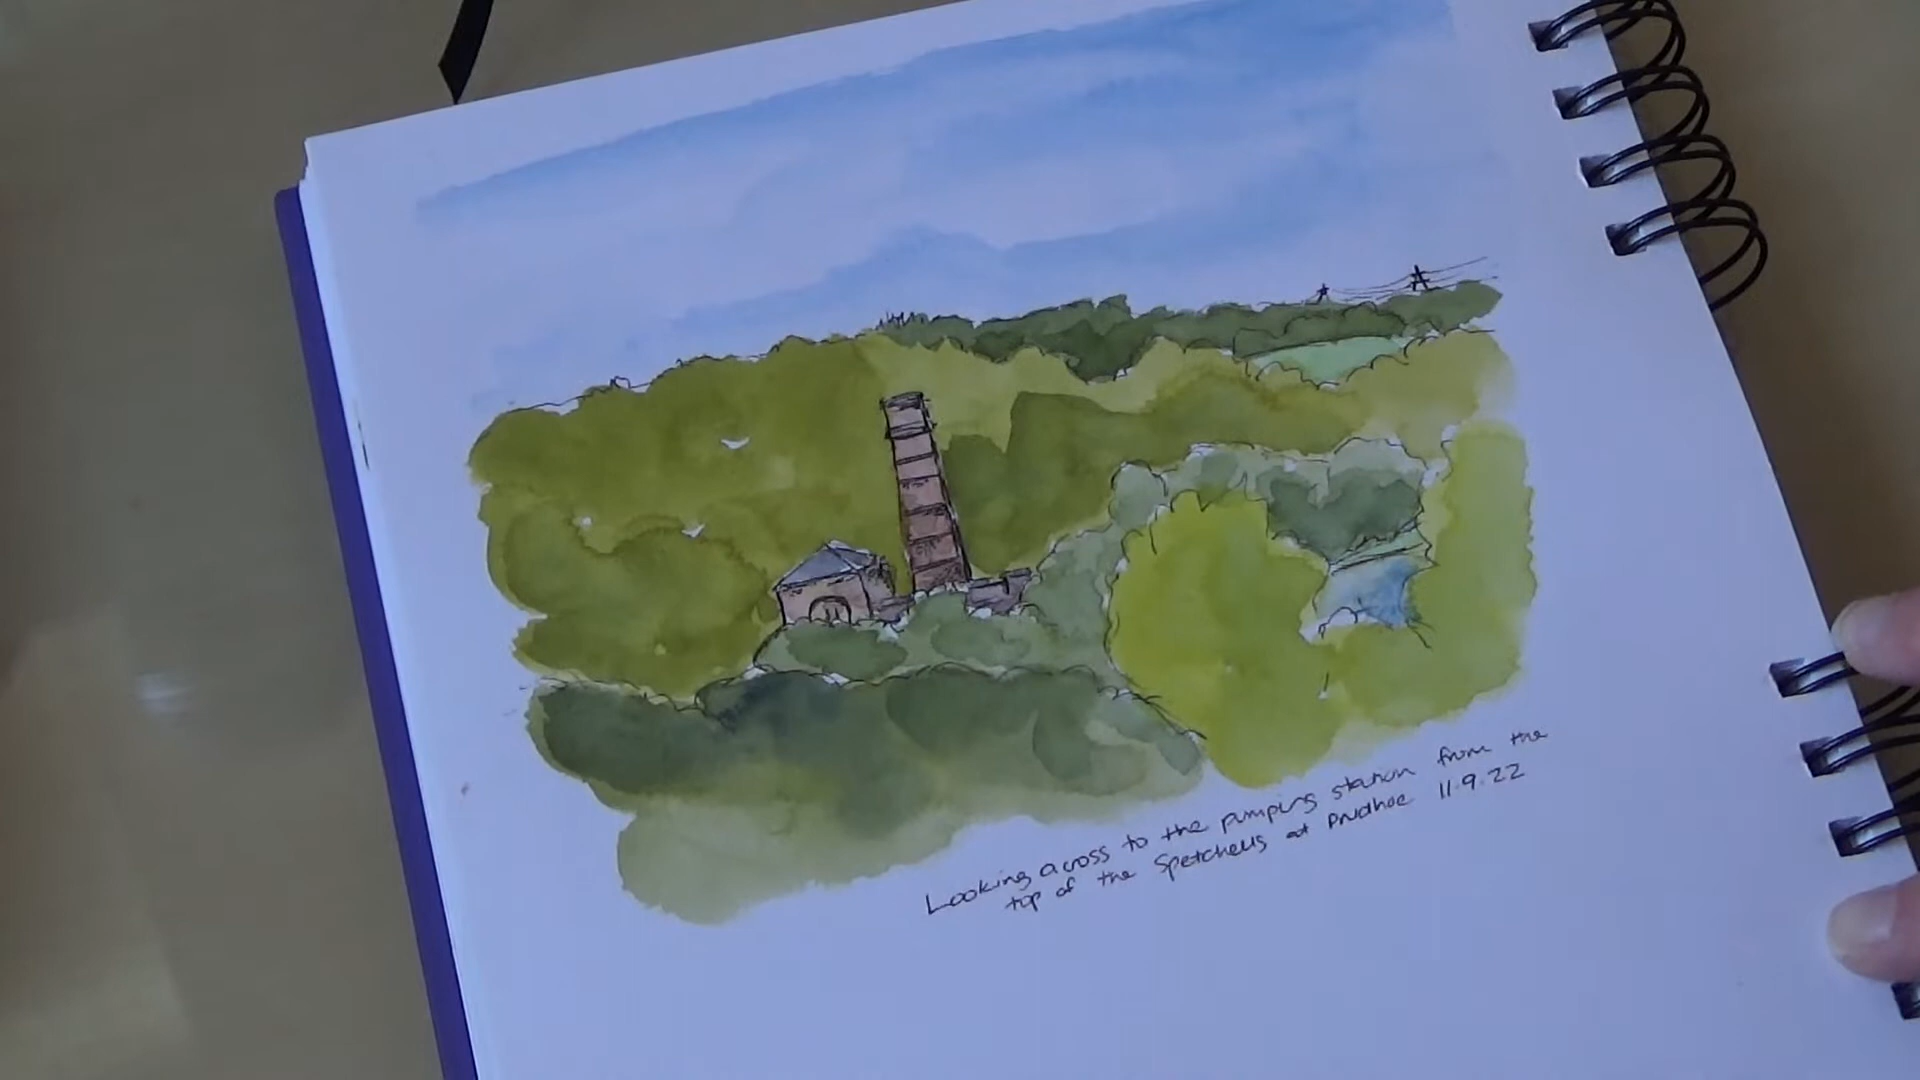 Looking across to the pumping station from the
top of the Spetchells at Prudhoe 11.9.22